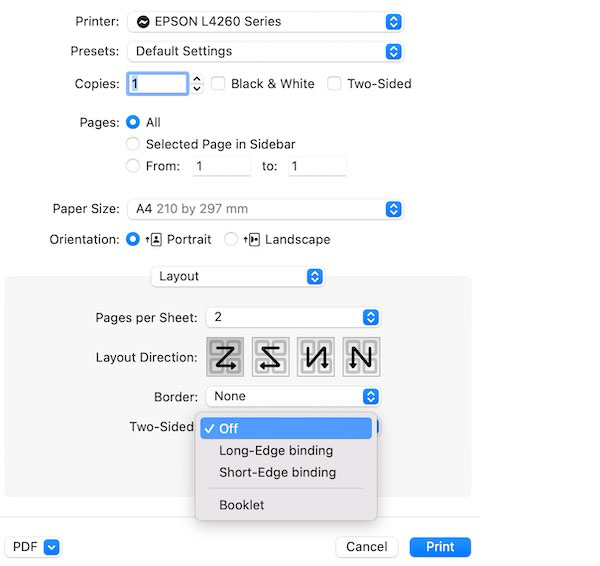 Printer: EPSON L4260 Series
Presets: Default Settings
Copies: 1 Black & White Two-Sided
Pages: All
Selected Page in Sidebar
From: 1 to: 1
Paper Size: A4 210 by 297 mm
Orientation: Portrait Landscape
Layout
Pages per Sheet: 2
Layout Direction:
Border: None
Two-Sided
Off
Long-Edge binding
Short-Edge binding
Booklet
PDF Cancel Print